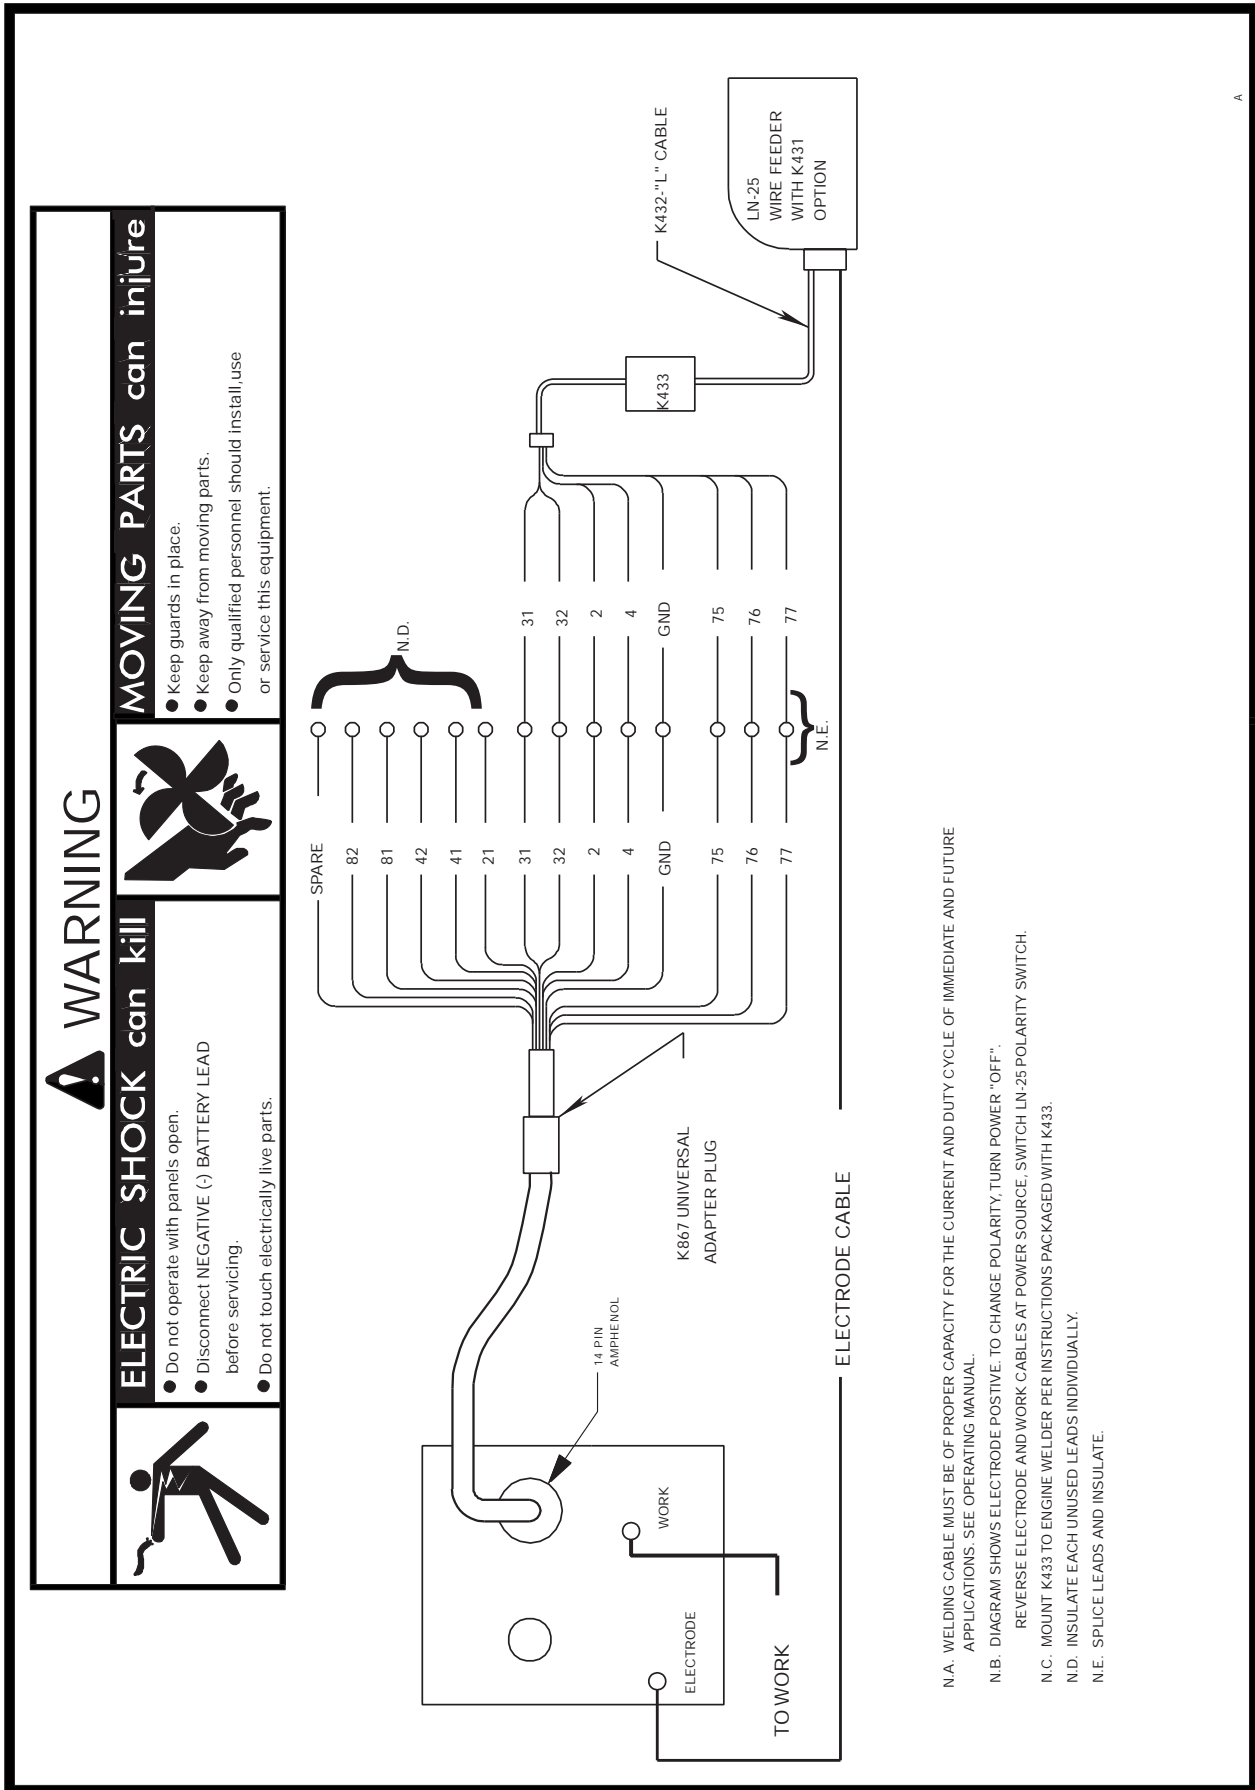 WARNING
ELECTRIC SHOCK can kill
Do not operate with panels open.
Disconnect NEGATIVE (-) BATTERY LEAD
before servicing.
Do not touch electrically live parts.
MOVING PARTS can injure
Keep guards in place.
Keep away from moving parts.
Only qualified personnel should install,use
or service this equipment.
SPARE
82
81
42
41
21
31
32
2
4
GND
75
76
77
N.D.
31
32
2
4
GND
75
76
77
N.E.
K433
K432-"L" CABLE
LN-25
WIRE FEEDER
WITH K431
OPTION
14 PIN
AMPHENOL
K867 UNIVERSAL
ADAPTER PLUG
WORK
ELECTRODE
TO WORK
ELECTRODE CABLE
N.A. WELDING CABLE MUST BE OF PROPER CAPACITY FOR THE CURRENT AND DUTY CYCLE OF IMMEDIATE AND FUTURE
APPLICATIONS. SEE OPERATING MANUAL.
N.B. DIAGRAM SHOWS ELECTRODE POSTIVE. TO CHANGE POLARITY, TURN POWER "OFF".
REVERSE ELECTRODE AND WORK CABLES AT POWER SOURCE, SWITCH LN-25 POLARITY SWITCH.
N.C. MOUNT K433 TO ENGINE WELDER PER INSTRUCTIONS PACKAGED WITH K433.
N.D. INSULATE EACH UNUSED LEADS INDIVIDUALLY.
N.E. SPLICE LEADS AND INSULATE.
A